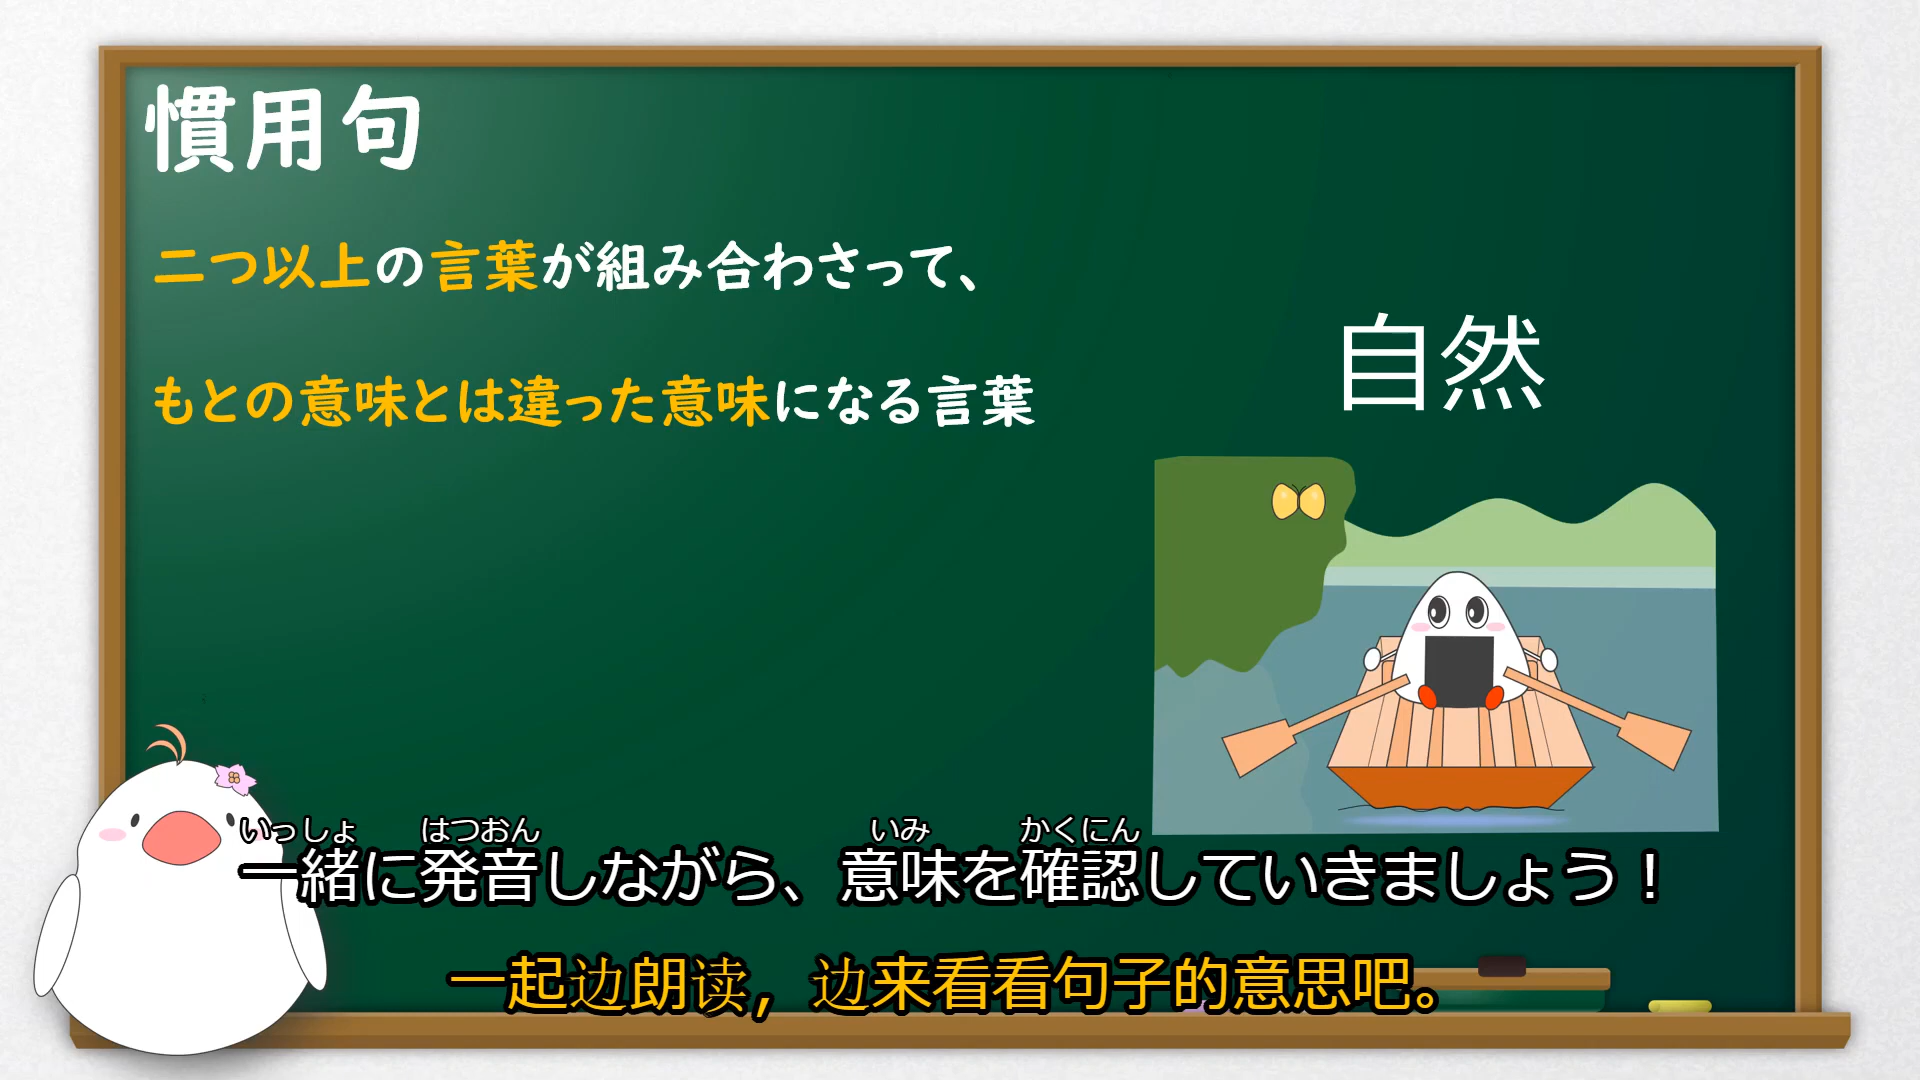 慣用句
二つ以上の言葉が組み合わさって、
もとの意味とは違った意味になる言葉
自然
いっしょ はつおん いみ かくにん
一緒に発音しながら、意味を確認していきましょう！
一起边朗读，边来看看句子的意思吧。